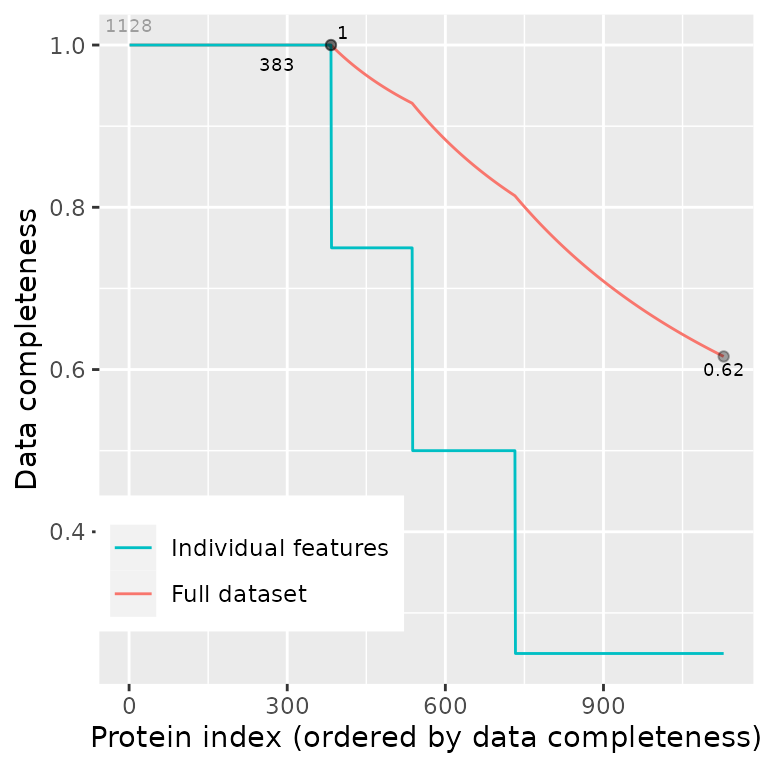 1128
1
383
1.0
0.8
0.6
0.4
0.62
Individual features
Full dataset
0 300 600 900
Protein index (ordered by data completeness)
Data completeness